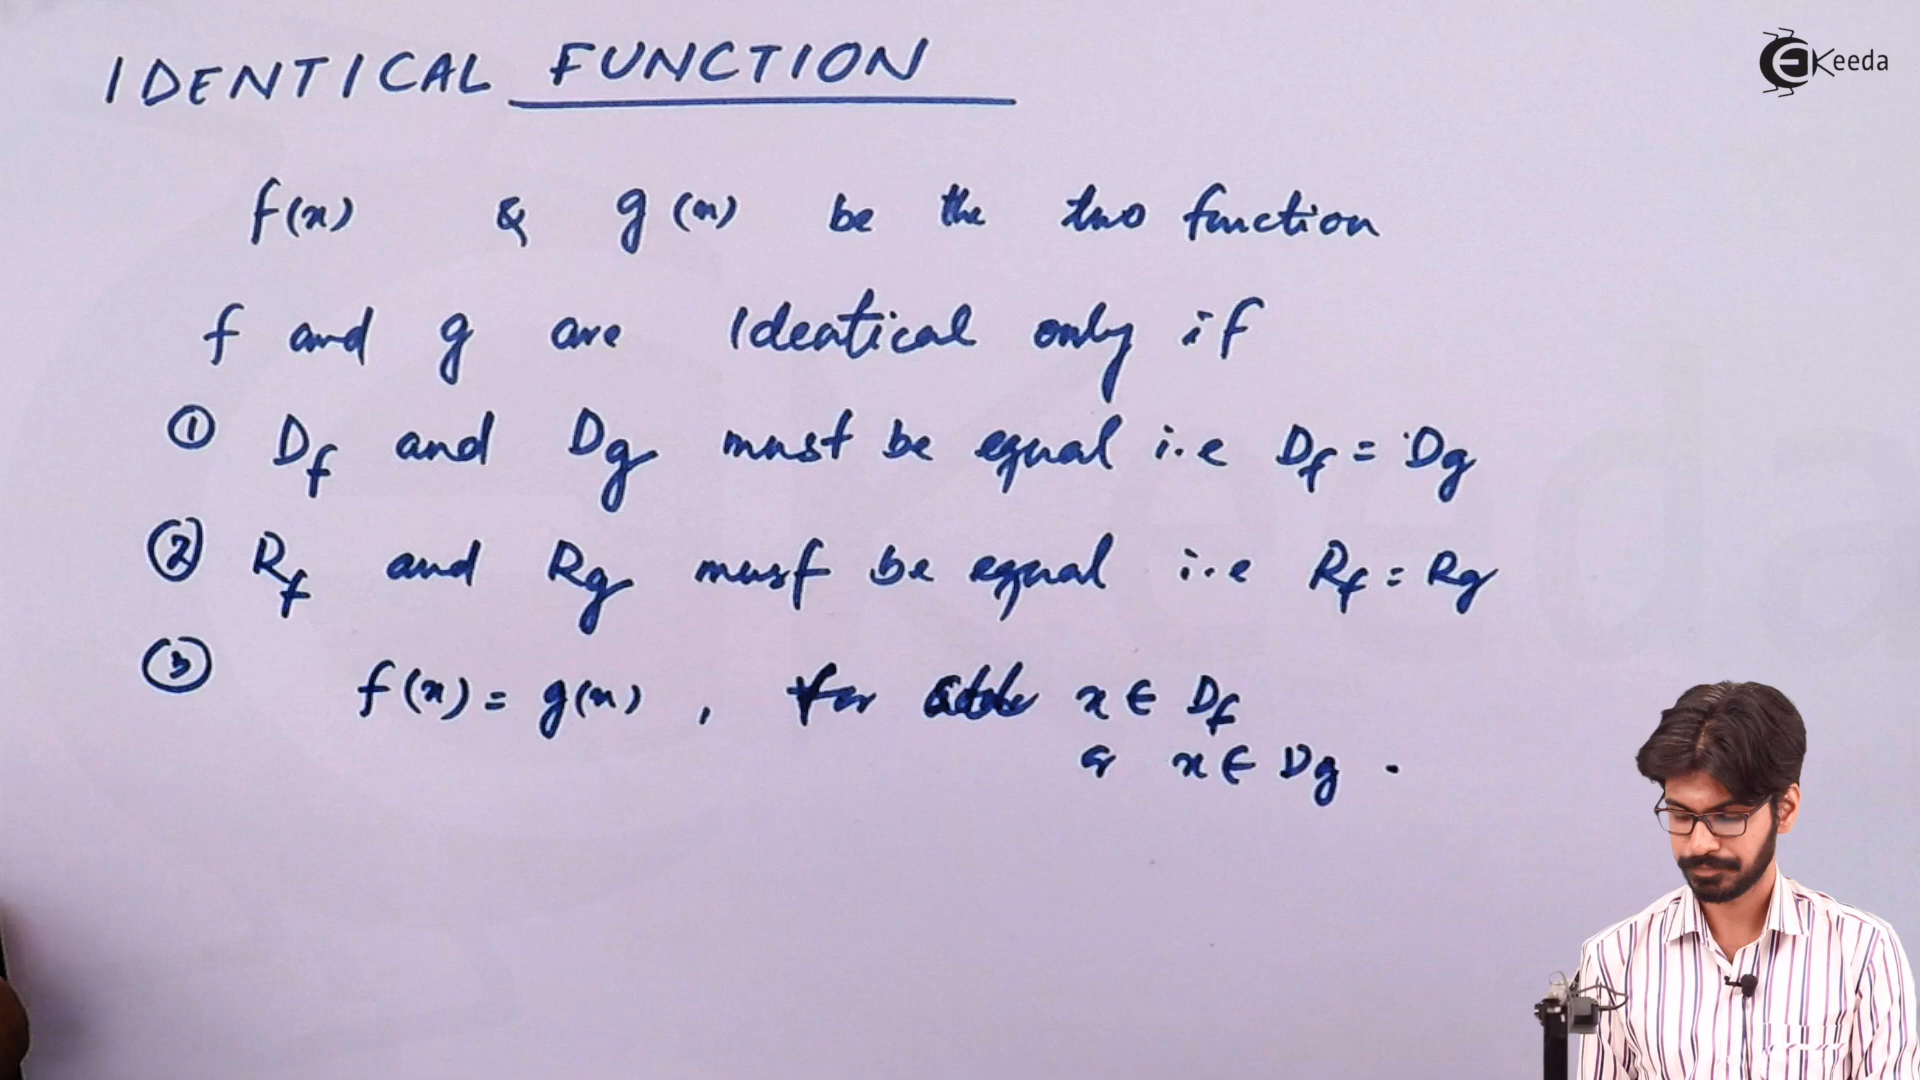 IDENTICAL FUNCTION
eKeeda
f(x) & g(x) be the two function
f and g are Identical only if
① Df and Dg must be equal i.e Df = Dg
② Rf and Rg must be equal i.e Rf = Rg
③ f(x) = g(x), for x ∈ Df
or x ∈ Dg.